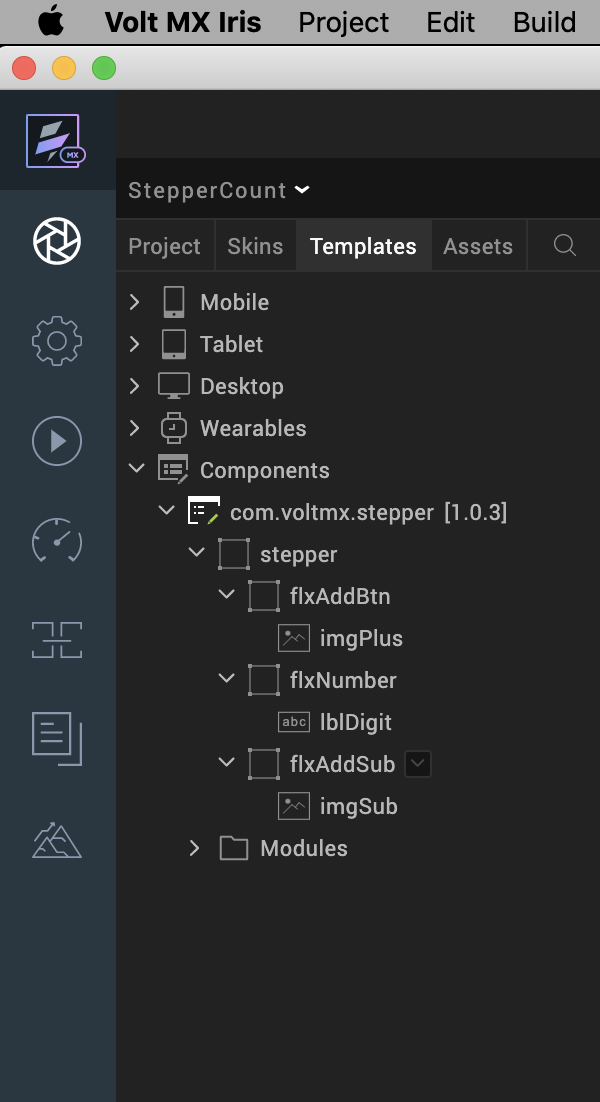 Volt MX Iris Project Edit Build
MX
StepperCount
Project Skins Templates Assets
Mobile
Tablet
Desktop
Wearables
Components
com.voltmx.stepper [1.0.3]
stepper
flxAddBtn
imgPlus
flxNumber
abc lblDigit
flxAddSub
imgSub
Modules